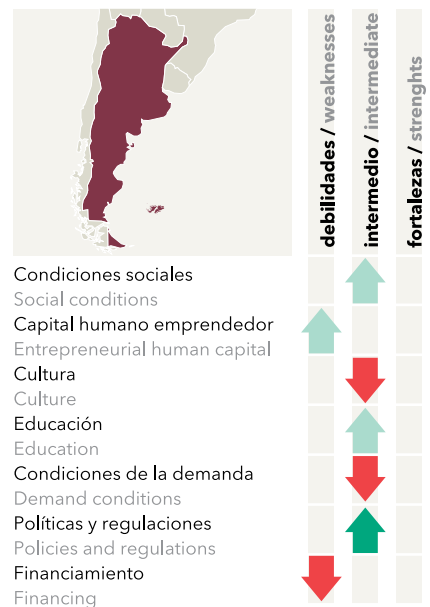 debilidades / weaknesses
intermedio / intermediate
fortalezas / strenghts
Condiciones sociales
Social conditions
Capital humano emprendedor
Entrepreneurial human capital
Cultura
Culture
Educación
Education
Condiciones de la demanda
Demand conditions
Políticas y regulaciones
Policies and regulations
Financiamiento
Financing